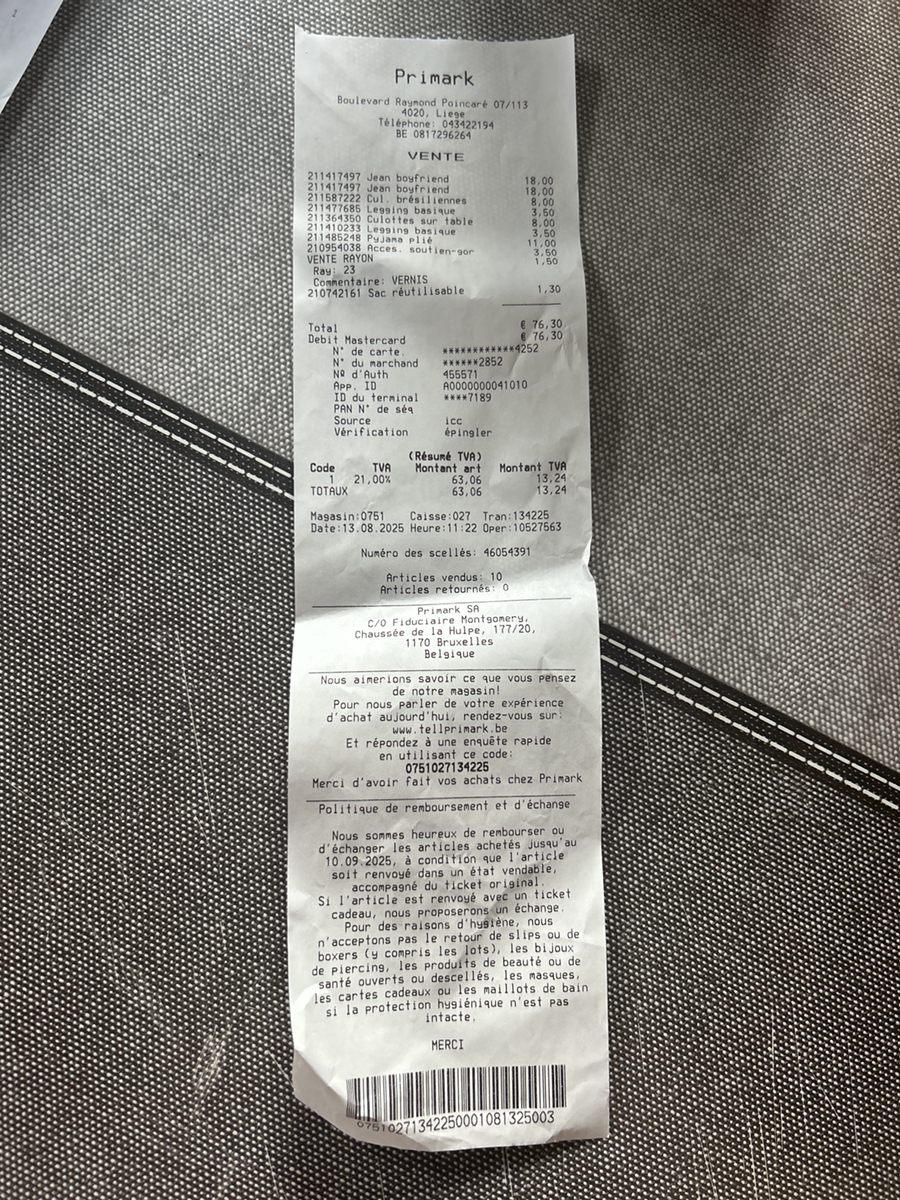 Primark
Boulevard Raymond Poincaré 07/113
4020, Liege
Téléphone: 043422194
BE 0817296264
VENTE
211417497 Jean boyfriend 18,00
211417497 Jean boyfriend 18,00
211587222 Cul. brésiliennes 8,00
211477685 Legging basique 3,50
211364350 Culottes sur table 8,00
211410233 Legging basique 3,50
211485248 Pyjama plié 11,00
210954038 Acces. soutien-gor 3,50
VENTE RAYON 1,50
Ray: 23
Commentaire: VERNIS
210742161 Sac réutilisable 1,30
Total € 76,30
Debit Mastercard € 76,30
N° de carte. ************4252
N° du marchand ******2852
Nº d'Auth 455571
App. ID A0000000041010
ID du terminal ****7189
PAN N° de séq
Source icc
Vérification épingler
(Résumé TVA)
Code TVA Montant art Montant TVA
1 21,00% 63,06 13,24
TOTAUX 63,06 13,24
Magasin:0751 Caisse:027 Tran:134225
Date:13.08.2025 Heure:11:22 Oper:10527563
Numéro des scellés: 46054391
Articles vendus: 10
Articles retournés: 0
Primark SA
C/O Fiduciaire Montgomery,
Chaussée de la Hulpe, 177/20,
1170 Bruxelles
Belgique
Nous aimerions savoir ce que vous pensez
de notre magasin!
Pour nous parler de votre expérience
d'achat aujourd'hui, rendez-vous sur:
www.tellprimark.be
Et répondez à une enquête rapide
en utilisant ce code:
0751027134225
Merci d'avoir fait vos achats chez Primark
Politique de remboursement et d'échange
Nous sommes heureux de rembourser ou
d'échanger les articles achetés jusqu'au
10.09.2025, à condition que l'article
soit renvoyé dans un état vendable,
accompagné du ticket original.
Si l'article est renvoyé avec un ticket
cadeau, nous proposerons un échange.
Pour des raisons d'hygiène, nous
n'acceptons pas le retour de slips ou de
boxers (y compris les lots), les bijoux
de piercing, les produits de beauté ou de
santé ouverts ou descellés, les masques,
les cartes cadeaux ou les maillots de bain
si la protection hygiénique n'est pas
intacte.
MERCI
07510271342250001081325003